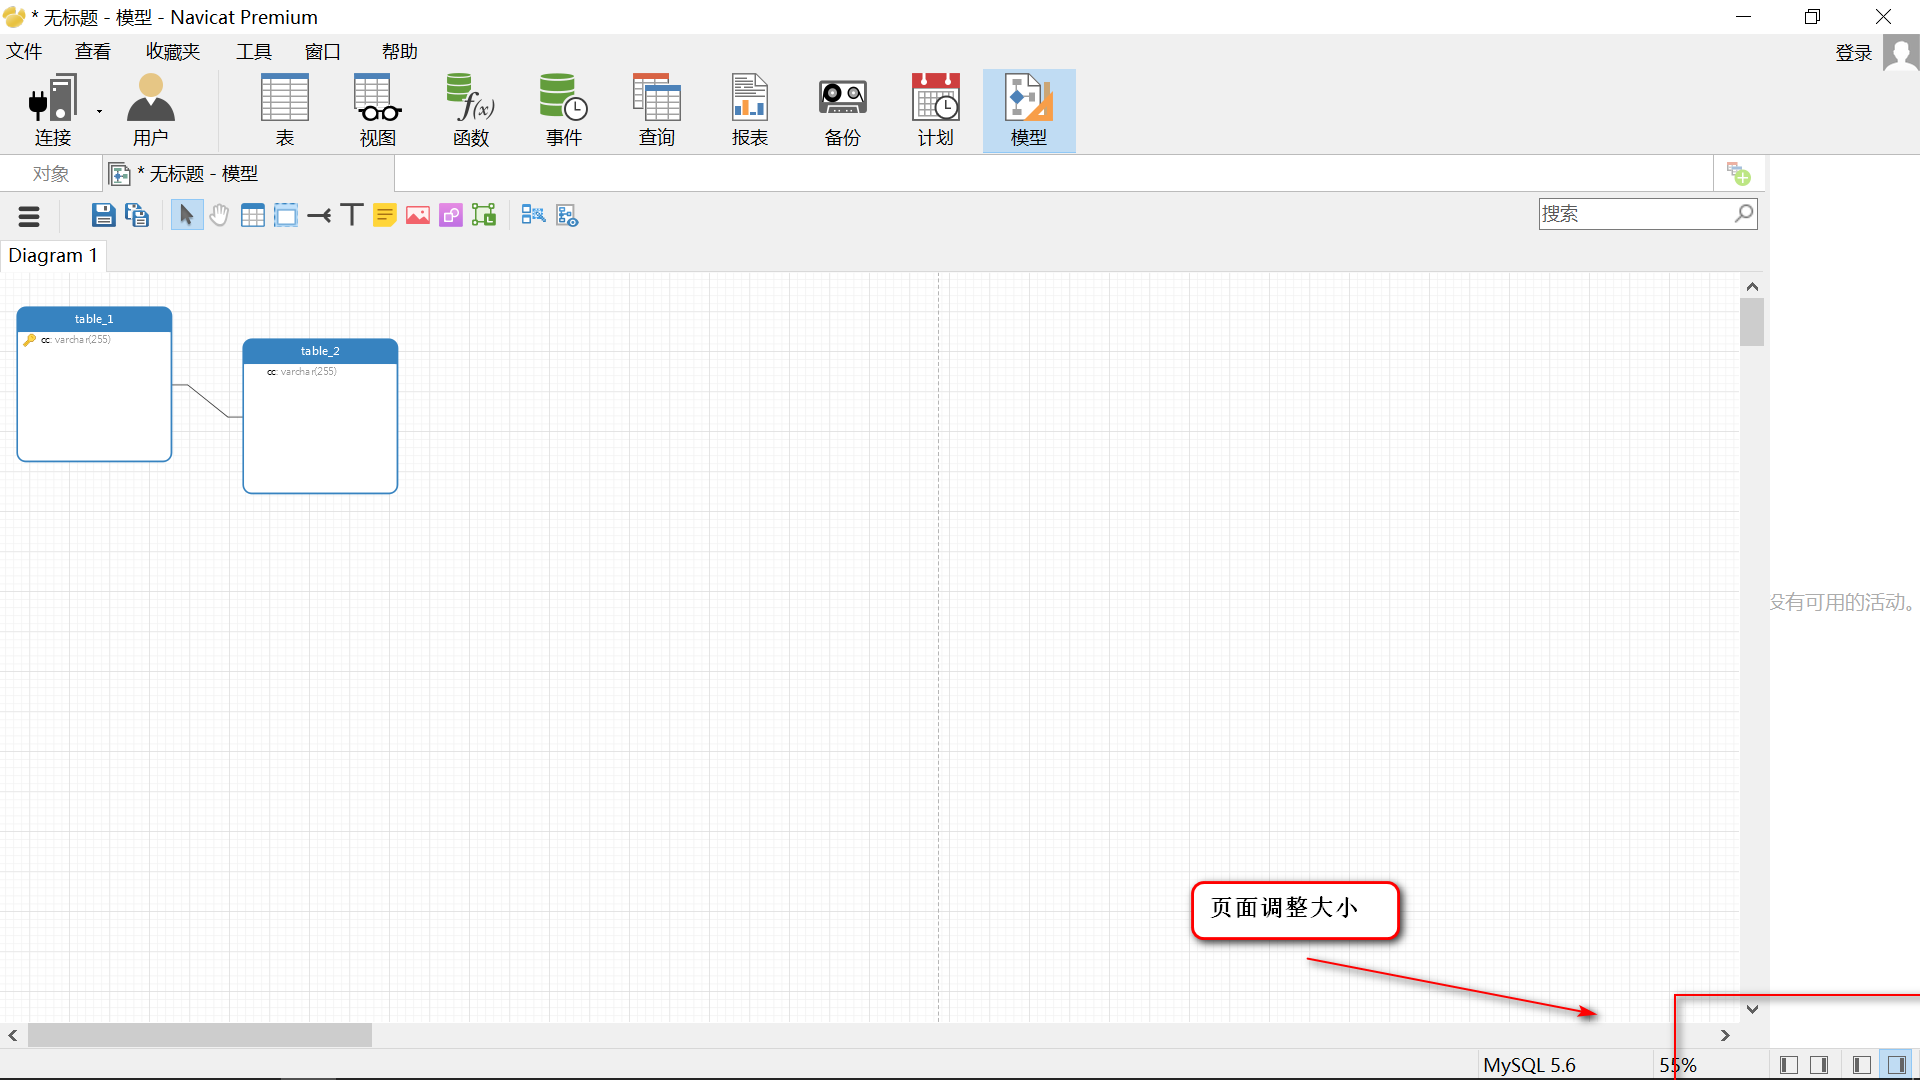 * 无标题 - 模型 - Navicat Premium
文件 查看 收藏夹 工具 窗口 帮助
登录
连接 用户 表 视图 函数 事件 查询 报表 备份 计划 模型
对象 * 无标题 - 模型
搜索
Diagram 1
table_1
cc: varchar(255)
table_2
cc: varchar(255)
没有可用的活动。
页面调整大小
MySQL 5.6 55%